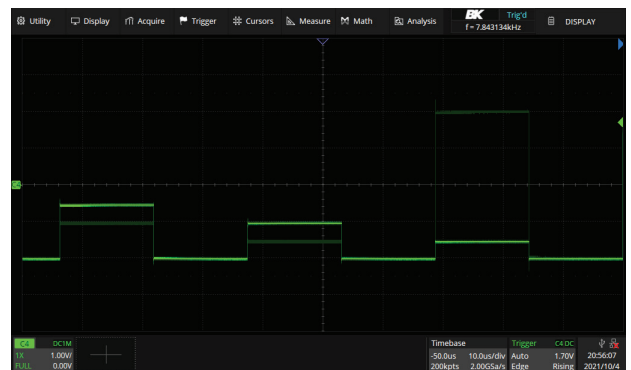 Utility Display Acquire Trigger Cursors Measure Math Analysis BK Trig'd DISPLAY
f = 7.843134kHz
C4
C4 DC1M
1X 1.00V/
FULL 0.00V
Timebase
-50.0us 10.0us/div
200kpts 2.00GSa/s
Trigger C4 DC
Auto 1.70V
Edge Rising
20:56:07
2021/10/4